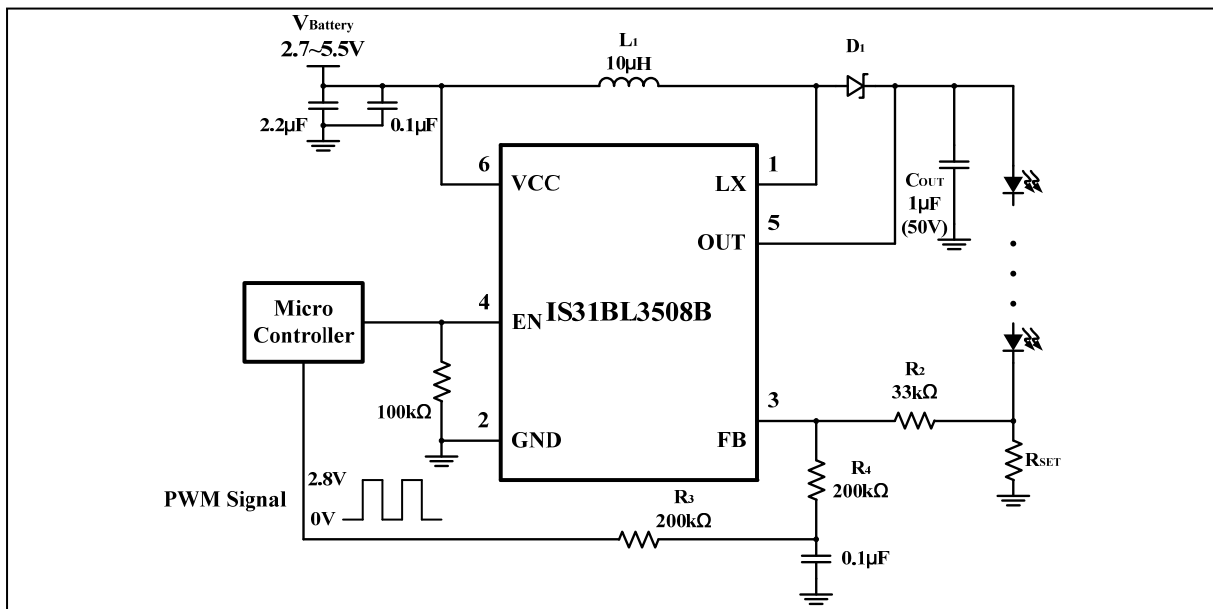 VBattery
2.7~5.5V
L1
10μH
D1
2.2μF
0.1μF
6
VCC
1
LX
COUT
1μF
(50V)
5
OUT
Micro
Controller
4
EN
IS31BL3508B
R2
33kΩ
100kΩ
2
GND
3
FB
RSET
R4
200kΩ
PWM Signal
2.8V
0V
R3
200kΩ
0.1μF